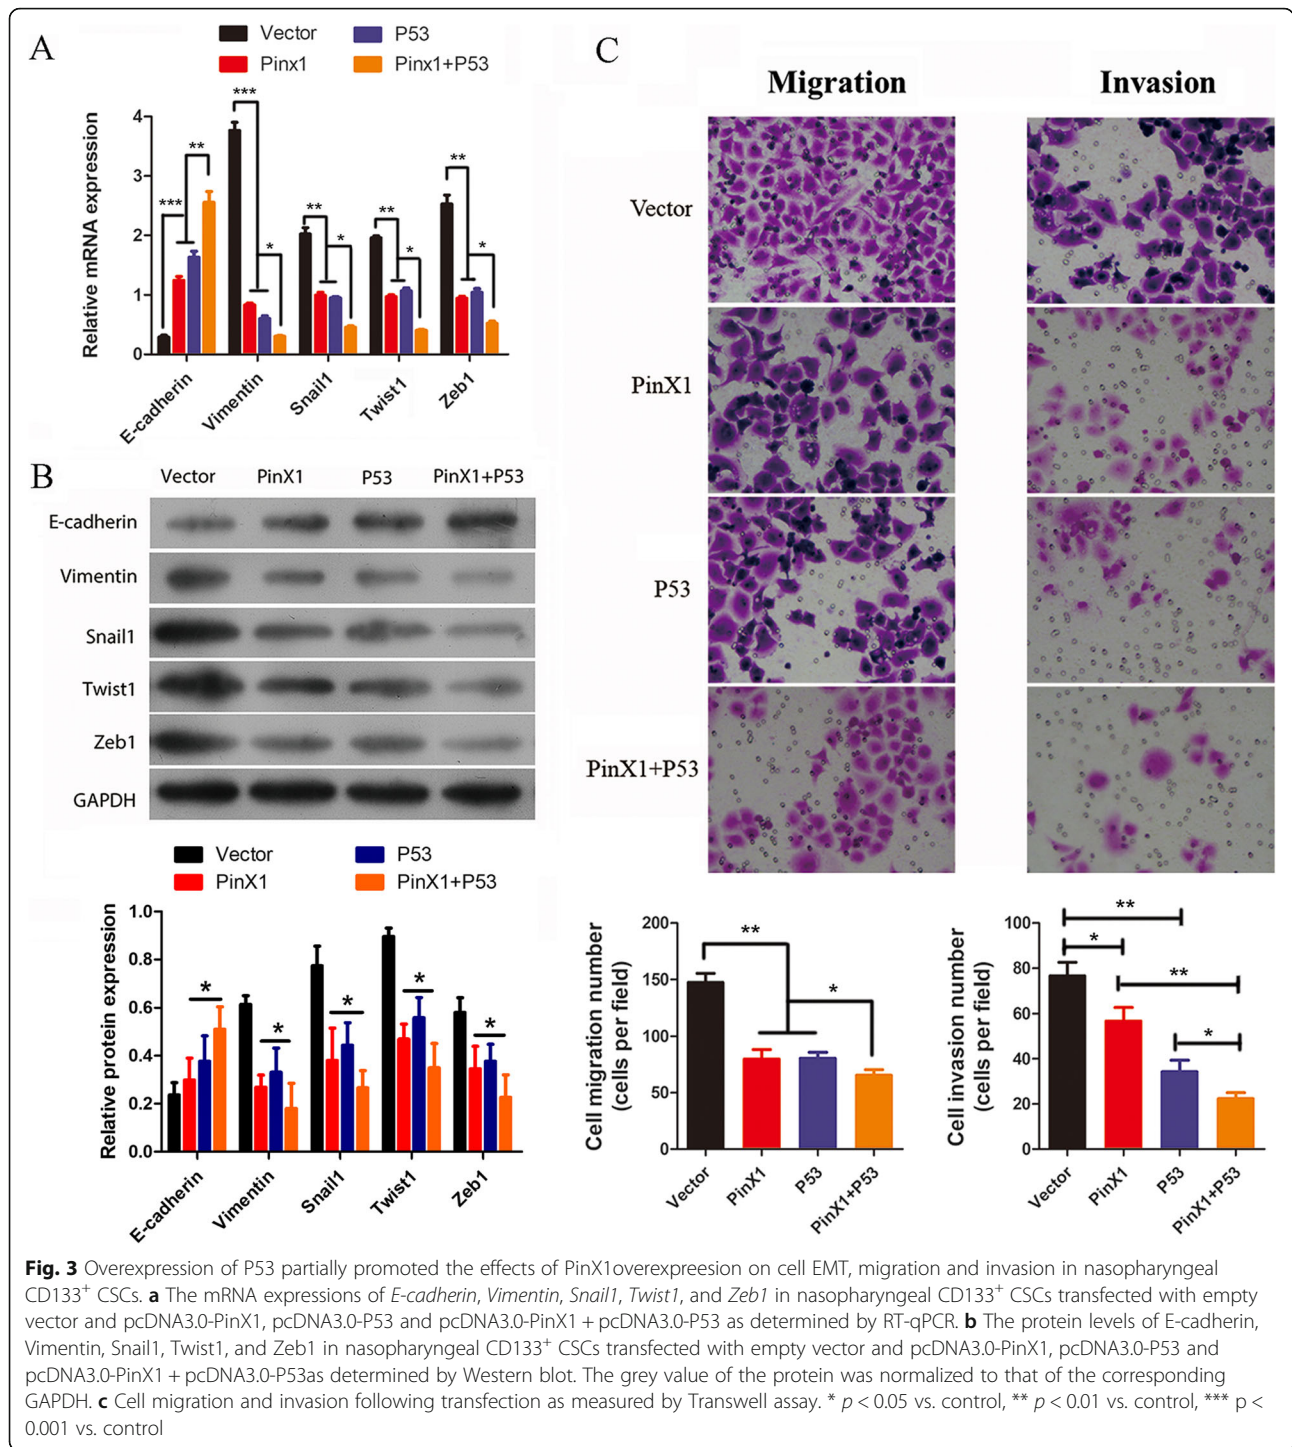 A
Vector
P53
Pinx1
Pinx1+P53
Relative mRNA expression
4
3
2
1
0
***
**
***
*
**
*
**
*
**
*
E-cadherin
Vimentin
Snail1
Twist1
Zeb1
B
Vector PinX1 P53 PinX1+P53
E-cadherin
Vimentin
Snail1
Twist1
Zeb1
GAPDH
Vector
P53
PinX1
PinX1+P53
Relative protein expression
1.0
0.8
0.6
0.4
0.2
0.0
*
*
*
*
*
E-cadherin
Vimentin
Snail1
Twist1
Zeb1
C
Migration Invasion
Vector
PinX1
P53
PinX1+P53
Cell migration number
(cells per field)
200
150
100
50
0
**
*
Vector
PinX1
P53
PinX1+P53
Cell invasion number
(cells per field)
100
80
60
40
20
0
**
*
**
*
Vector
PinX1
P53
PinX1+P53
Fig. 3 Overexpression of P53 partially promoted the effects of PinX1overexpreesion on cell EMT, migration and invasion in nasopharyngeal
CD133⁺ CSCs. a The mRNA expressions of E-cadherin, Vimentin, Snail1, Twist1, and Zeb1 in nasopharyngeal CD133⁺ CSCs transfected with empty
vector and pcDNA3.0-PinX1, pcDNA3.0-P53 and pcDNA3.0-PinX1 + pcDNA3.0-P53 as determined by RT-qPCR. b The protein levels of E-cadherin,
Vimentin, Snail1, Twist1, and Zeb1 in nasopharyngeal CD133⁺ CSCs transfected with empty vector and pcDNA3.0-PinX1, pcDNA3.0-P53 and
pcDNA3.0-PinX1 + pcDNA3.0-P53as determined by Western blot. The grey value of the protein was normalized to that of the corresponding
GAPDH. c Cell migration and invasion following transfection as measured by Transwell assay. * p < 0.05 vs. control, ** p < 0.01 vs. control, *** p <
0.001 vs. control